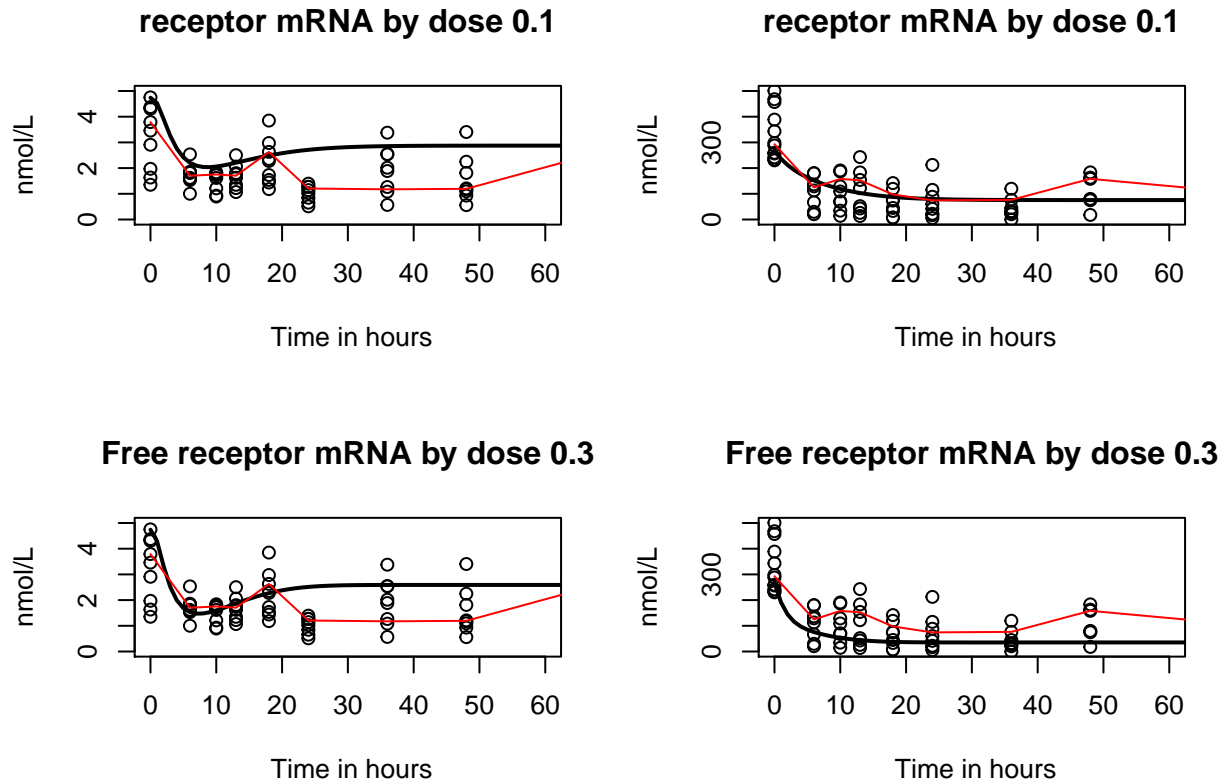 receptor mRNA by dose 0.1
nmol/L
0 2 4
0 10 20 30 40 50 60
Time in hours
receptor mRNA by dose 0.1
nmol/L
0 300
0 10 20 30 40 50 60
Time in hours
Free receptor mRNA by dose 0.3
nmol/L
0 2 4
0 10 20 30 40 50 60
Time in hours
Free receptor mRNA by dose 0.3
nmol/L
0 300
0 10 20 30 40 50 60
Time in hours